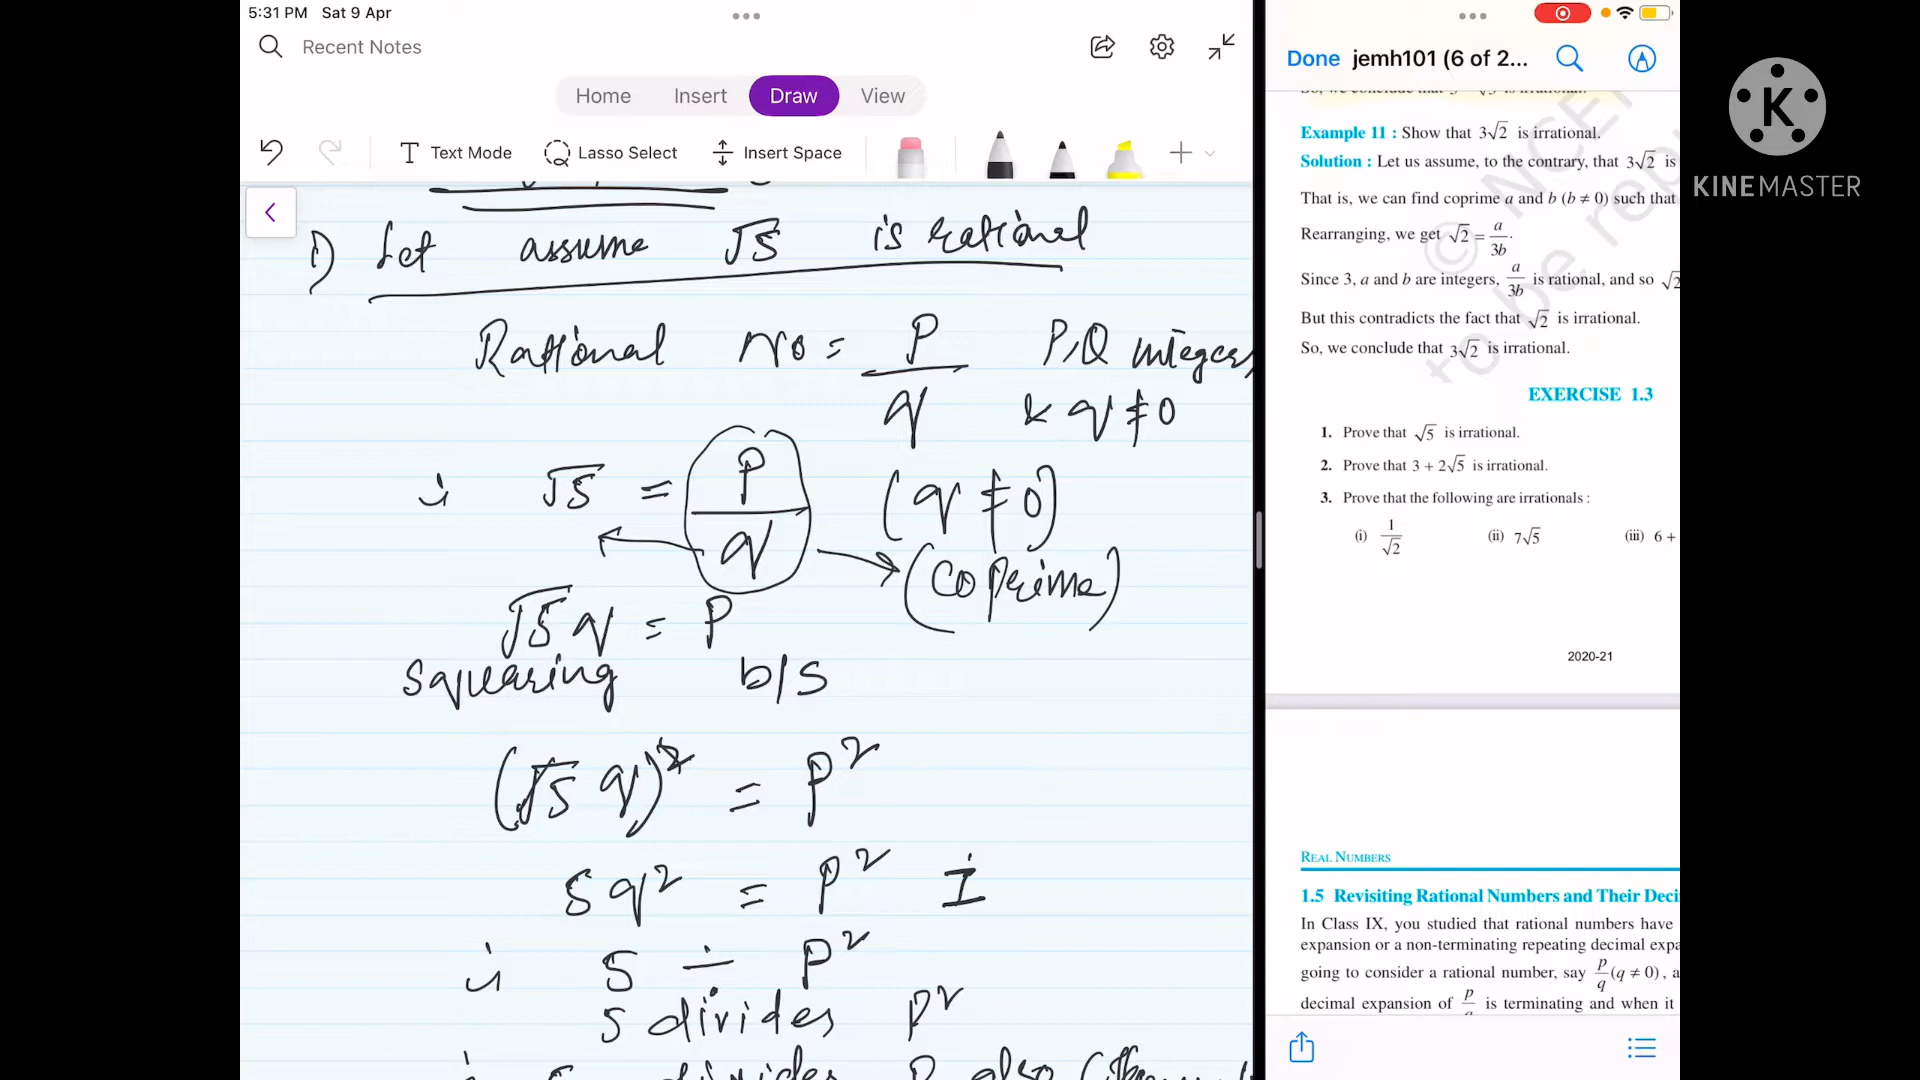 5:31 PM Sat 9 Apr
Recent Notes
Home Insert Draw View
Text Mode Lasso Select Insert Space
1) Let assume √5 is rational
Rational No = P/q P,Q integers
& q ≠ 0
∴ √5 = P/q (q ≠ 0)
(coprime)
√5 q = P
squaring b/s
(√5 q)² = P²
5q² = P² I
∴ 5 ÷ P²
5 divides P²
∴ 5 divides P also
Done jemh101 (6 of 2...
Example 11 : Show that 3√2 is irrational.
Solution : Let us assume, to the contrary, that 3√2 is
That is, we can find coprime a and b (b ≠ 0) such that
Rearranging, we get √2 = a/3b.
Since 3, a and b are integers, a/3b is rational, and so √2
But this contradicts the fact that √2 is irrational.
So, we conclude that 3√2 is irrational.
EXERCISE 1.3
1. Prove that √5 is irrational.
2. Prove that 3 + 2√5 is irrational.
3. Prove that the following are irrationals :
(i) 1/√2 (ii) 7√5 (iii) 6 +
2020-21
REAL NUMBERS
1.5 Revisiting Rational Numbers and Their Deci
In Class IX, you studied that rational numbers have
expansion or a non-terminating repeating decimal expa
going to consider a rational number, say p/q (q ≠ 0), a
decimal expansion of p/q is terminating and when it
© NCE
to be rep
K
KINEMASTER